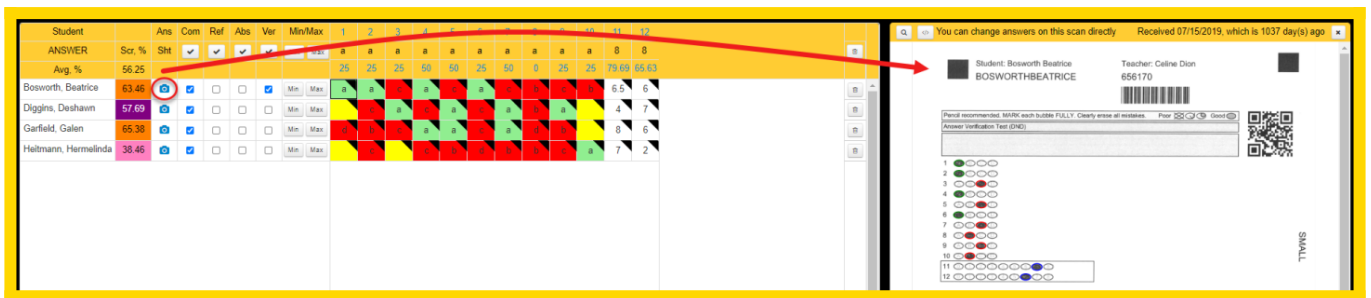 Student Ans Com Ref Abs Ver Min/Max 1 2 3 4 5 6 7 8 9 10 11 12
ANSWER Scr, % Sht a a a a a a a a a a 8 8
Avg. % 56.25 25 25 50 50 25 50 0 25 25 79.69 65.63
Bosworth, Beatrice 63.46 Min Max a a c a c a c b c b 6.5 6
Diggins, Deshawn 57.69 Min Max c a c a c a b a 4 7
Garfield, Galen 65.38 Min Max d b c a a c a d b 8 6
Heitmann, Hermelinda 38.46 Min Max c c b c b c a 7 2
You can change answers on this scan directly Received 07/15/2019, which is 1037 day(s) ago
Student: Bosworth Beatrice Teacher: Celine Dion
BOSWORTHBEATRICE 656170
Pencil recommended. MARK each bubble FULLY. Clearly erase all mistakes. Poor Good
Answer Verification Test (DND)
1
2
3
4
5
6
7
8
9
10
11
12
SMALL